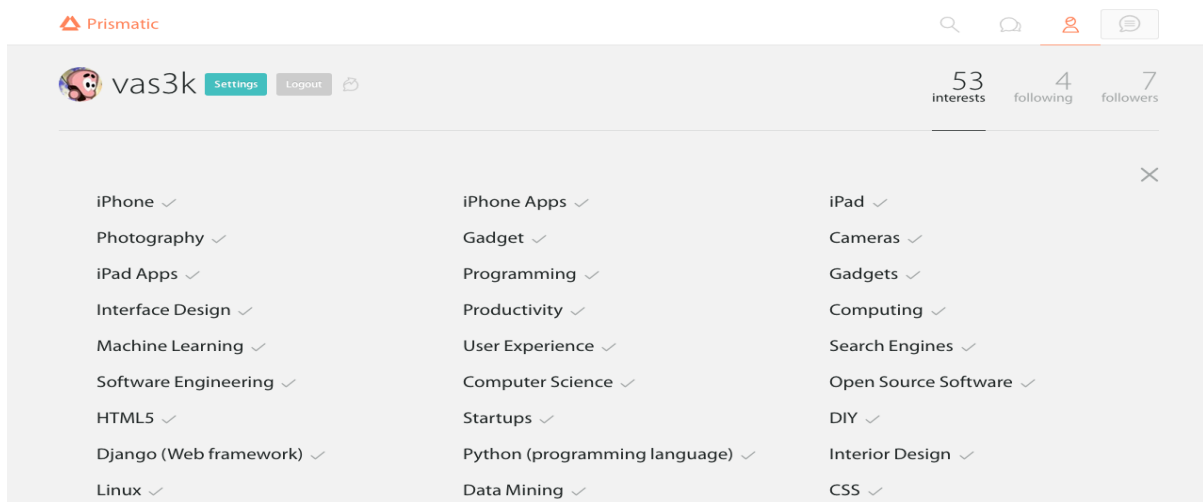 Prismatic
vas3k Settings Logout
53 4 7
interests following followers
iPhone iPhone Apps iPad
Photography Gadget Cameras
iPad Apps Programming Gadgets
Interface Design Productivity Computing
Machine Learning User Experience Search Engines
Software Engineering Computer Science Open Source Software
HTML5 Startups DIY
Django (Web framework) Python (programming language) Interior Design
Linux Data Mining CSS